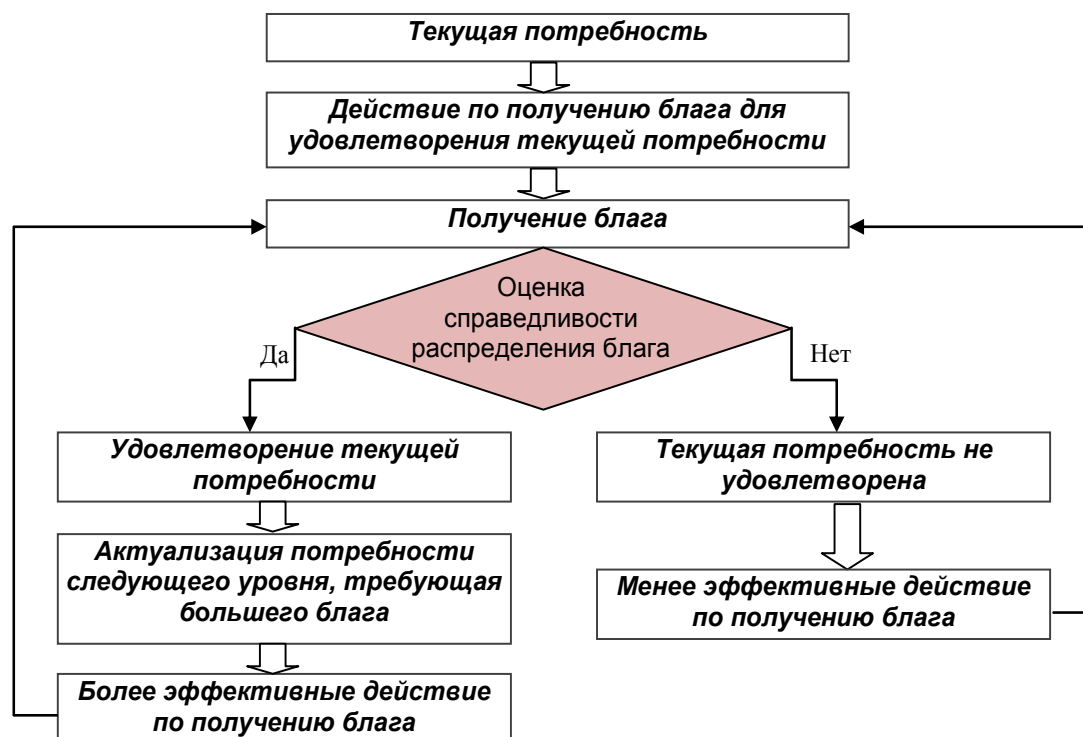 Текущая потребность
Действие по получению блага для
удовлетворения текущей потребности
Получение блага
Оценка
справедливости
распределения блага
Да
Нет
Удовлетворение текущей
потребности
Текущая потребность не
удовлетворена
Актуализация потребности
следующего уровня, требующая
большего блага
Менее эффективные действие
по получению блага
Более эффективные действие
по получению блага